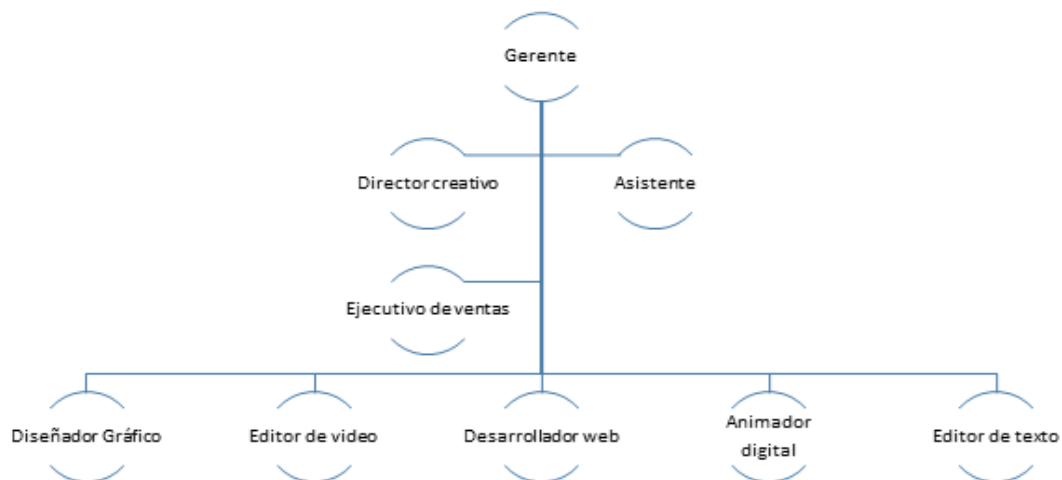 Gerente
Director creativo
Asistente
Ejecutivo de ventas
Diseñador Gráfico
Editor de video
Desarrollador web
Animador
digital
Editor de texto